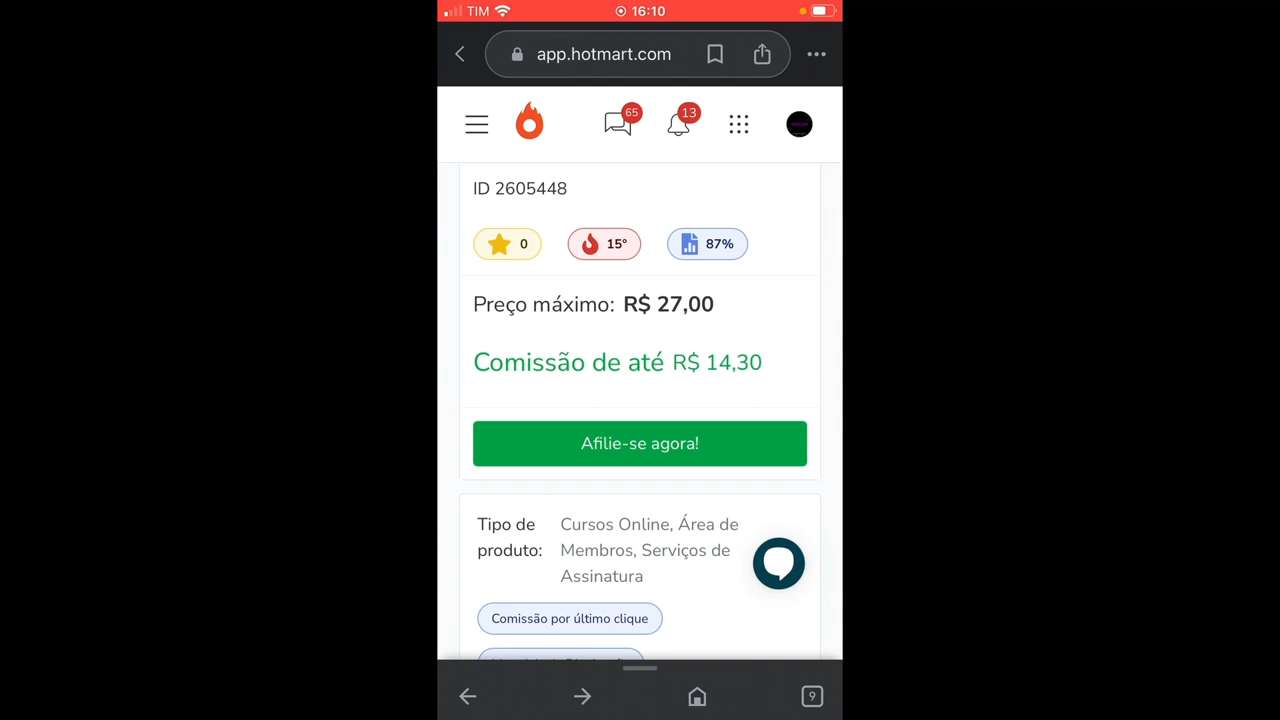 TIM 16:10
app.hotmart.com
65 13
ID 2605448
0 15° 87%
Preço máximo: R$ 27,00
Comissão de até R$ 14,30
Afilie-se agora!
Tipo de produto: Cursos Online, Área de
Membros, Serviços de
Assinatura
Comissão por último clique
9